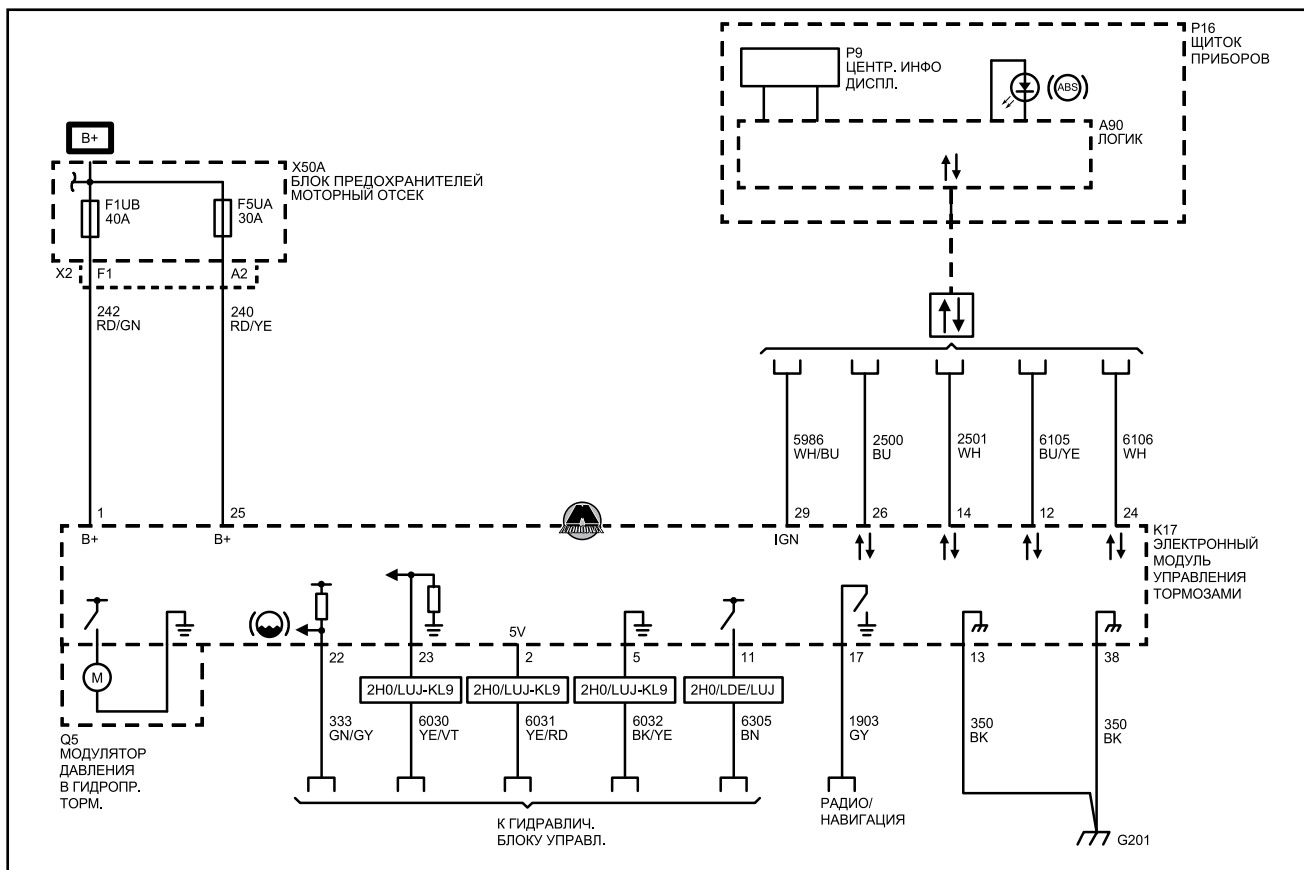 P16
ЩИТОК
ПРИБОРОВ
P9
ЦЕНТР. ИНФО
ДИСПЛ.
ABS
A90
ЛОГИК
B+
X50A
БЛОК ПРЕДОХРАНИТЕЛЕЙ
МОТОРНЫЙ ОТСЕК
F1UB
40A
F5UA
30A
X2
F1
A2
242
RD/GN
240
RD/YE
5986
WH/BU
2500
BU
2501
WH
6105
BU/YE
6106
WH
1
25
29
26
14
12
24
B+
B+
IGN
K17
ЭЛЕКТРОННЫЙ
МОДУЛЬ
УПРАВЛЕНИЯ
ТОРМОЗАМИ
5V
22
23
2
5
11
17
13
38
M
2H0/LUJ-KL9
2H0/LUJ-KL9
2H0/LUJ-KL9
2H0/LDE/LUJ
333
GN/GY
6030
YE/VT
6031
YE/RD
6032
BK/YE
6305
BN
1903
GY
350
BK
350
BK
Q5
МОДУЛЯТОР
ДАВЛЕНИЯ
В ГИДРОПР.
ТОРМ.
К ГИДРАВЛИЧ.
БЛОКУ УПРАВЛ.
РАДИО/
НАВИГАЦИЯ
G201